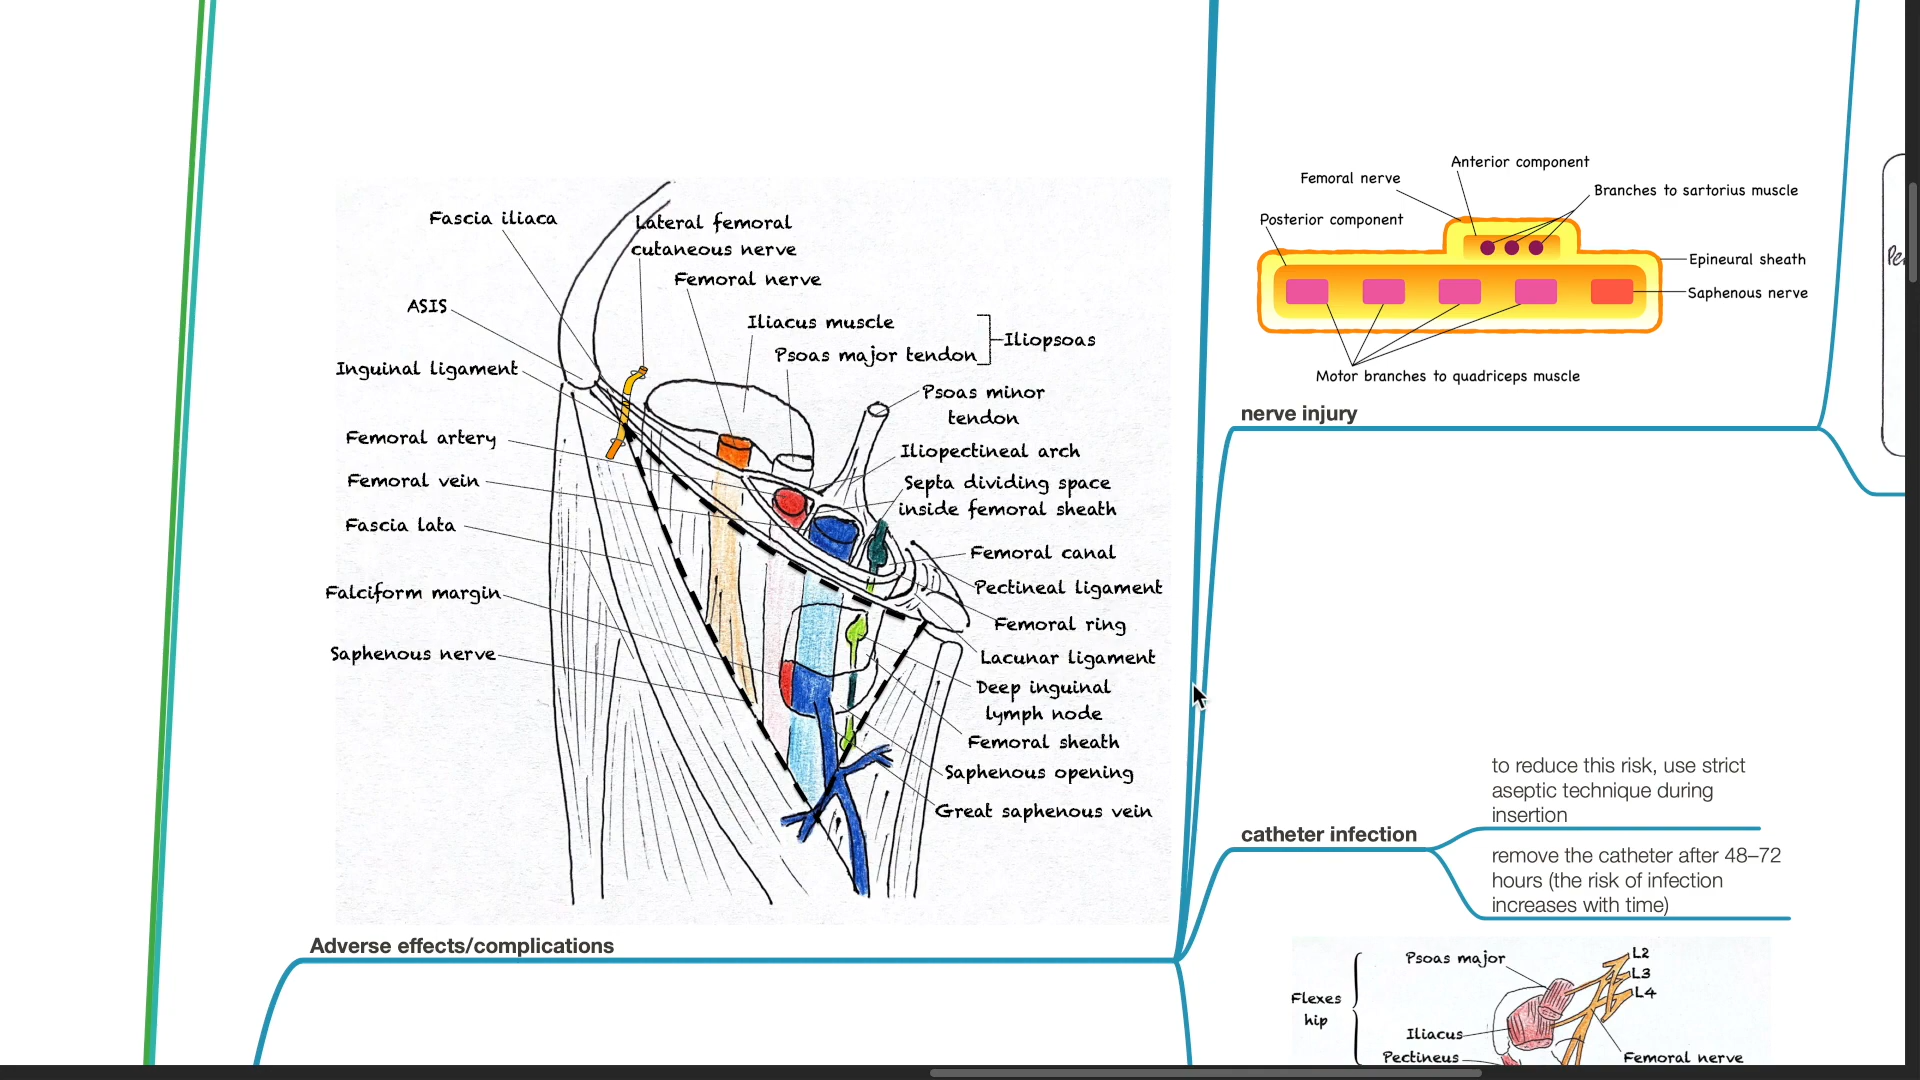 Fascia iliaca
Lateral femoral
cutaneous nerve
Femoral nerve
ASIS
Iliacus muscle
Psoas major tendon
Iliopsoas
Inguinal ligament
Psoas minor
tendon
Femoral artery
Iliopectineal arch
Femoral vein
Septa dividing space
inside femoral sheath
Fascia lata
Femoral canal
Pectineal ligament
Falciform margin
Femoral ring
Saphenous nerve
Lacunar ligament
Deep inguinal
lymph node
Femoral sheath
Saphenous opening
Great saphenous vein
Adverse effects/complications
Anterior component
Femoral nerve
Branches to sartorius muscle
Posterior component
Epineural sheath
Saphenous nerve
Motor branches to quadriceps muscle
nerve injury
to reduce this risk, use strict
aseptic technique during
insertion
catheter infection
remove the catheter after 48–72
hours (the risk of infection
increases with time)
Psoas major
L2
L3
L4
Flexes
hip
Iliacus
Pectineus
Femoral nerve